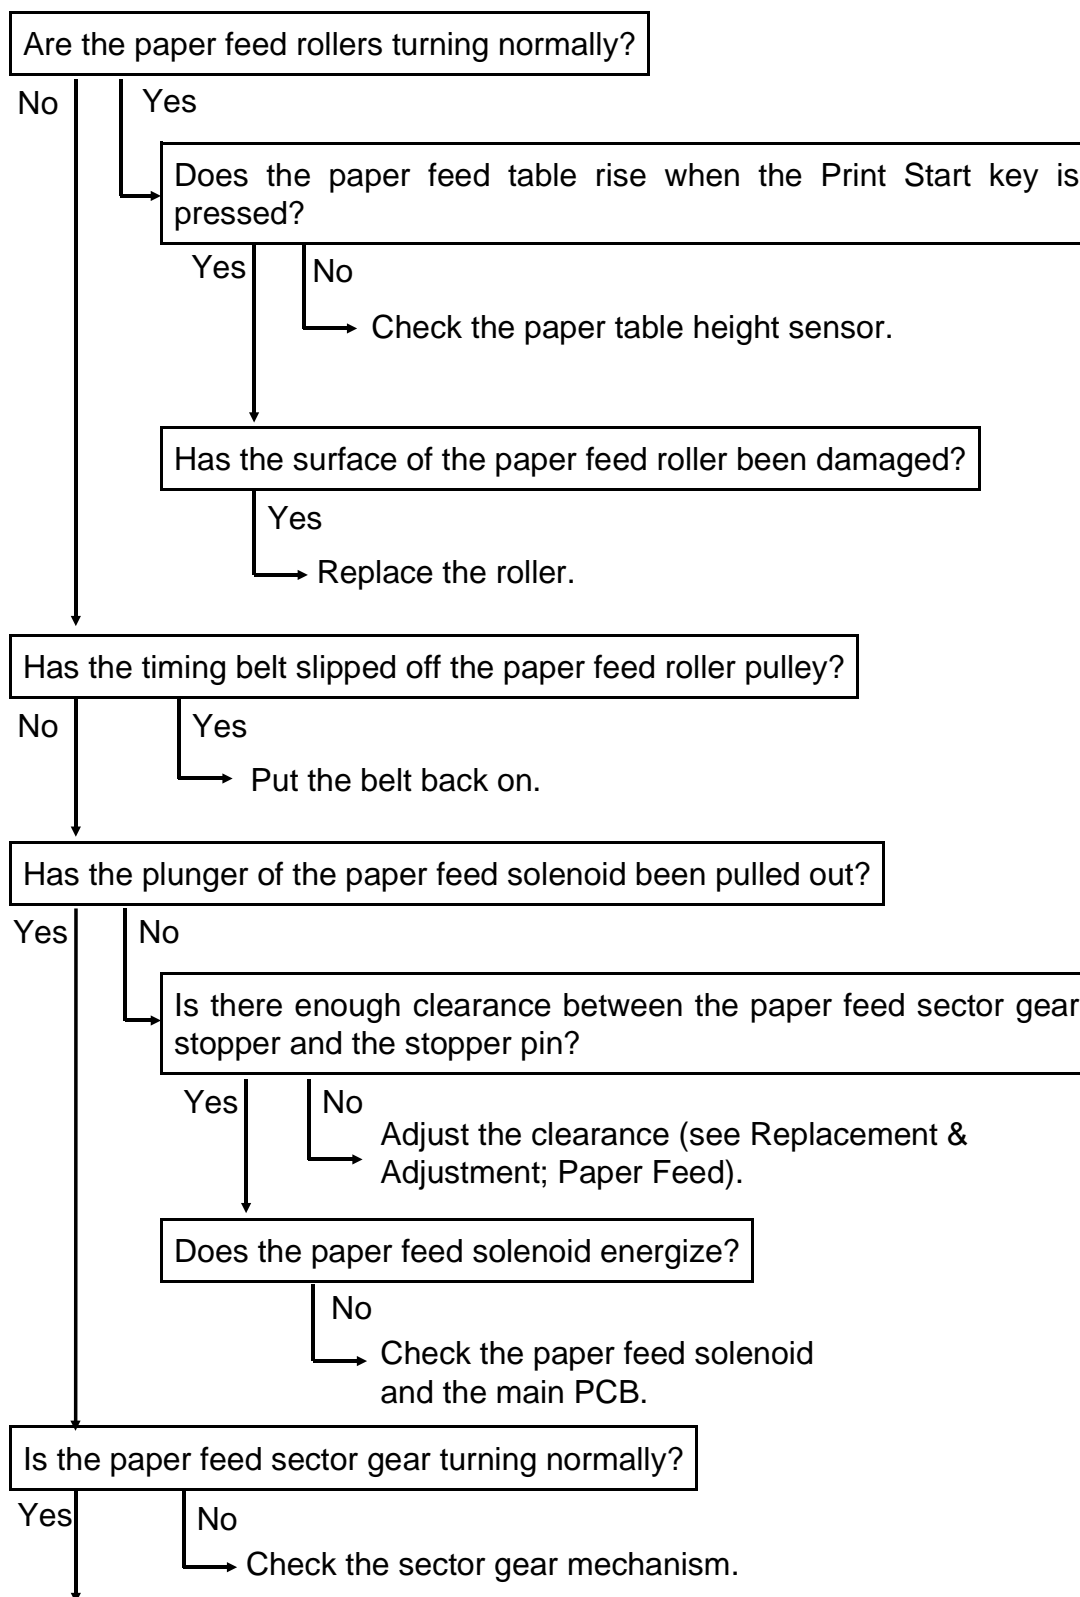 Are the paper feed rollers turning normally?
No
Yes
Does the paper feed table rise when the Print Start key is
pressed?
Yes
No
Check the paper table height sensor.
Has the surface of the paper feed roller been damaged?
Yes
Replace the roller.
Has the timing belt slipped off the paper feed roller pulley?
No
Yes
Put the belt back on.
Has the plunger of the paper feed solenoid been pulled out?
Yes
No
Is there enough clearance between the paper feed sector gear
stopper and the stopper pin?
Yes
No
Adjust the clearance (see Replacement &
Adjustment; Paper Feed).
Does the paper feed solenoid energize?
No
Check the paper feed solenoid
and the main PCB.
Is the paper feed sector gear turning normally?
Yes
No
Check the sector gear mechanism.